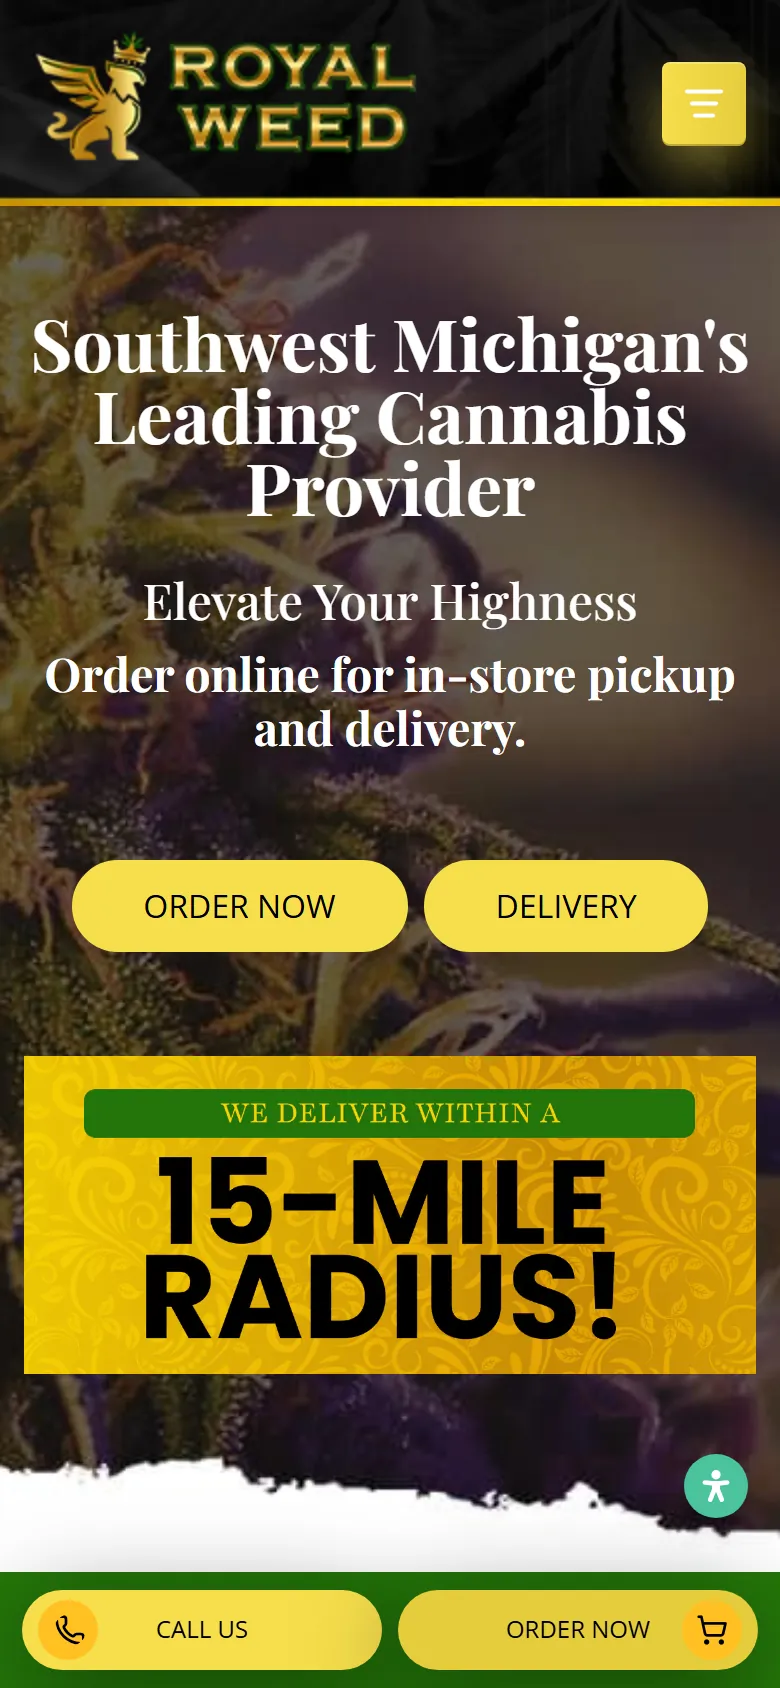 ROYAL
WEED
Southwest Michigan's
Leading Cannabis
Provider
Elevate Your Highness
Order online for in-store pickup
and delivery.
ORDER NOW
DELIVERY
WE DELIVER WITHIN A
15-MILE
RADIUS!
CALL US
ORDER NOW